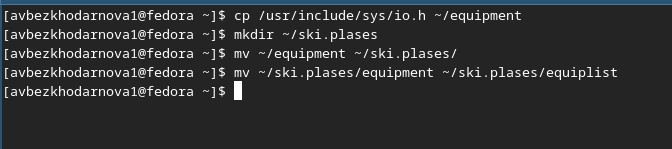 [avbezkhodarnova1@fedora ~]$ cp /usr/include/sys/io.h ~/equipment
[avbezkhodarnova1@fedora ~]$ mkdir ~/ski.plases
[avbezkhodarnova1@fedora ~]$ mv ~/equipment ~/ski.plases/
[avbezkhodarnova1@fedora ~]$ mv ~/ski.plases/equipment ~/ski.plases/equiplist
[avbezkhodarnova1@fedora ~]$